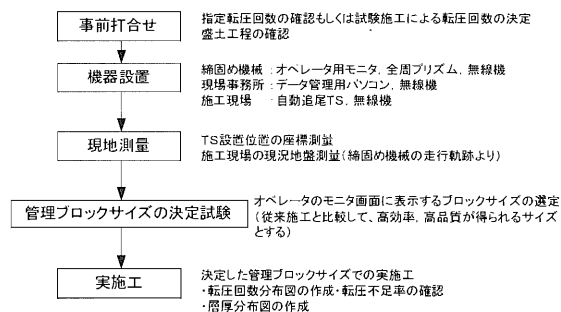 事前打合せ
指定転圧回数の確認もしくは試験施工による転圧回数の決定
盛土工程の確認
機器設置
締固め機械 : オペレータ用モニタ, 全周プリズム, 無線機
現場事務所 : データ管理用パソコン, 無線機
施工現場 : 自動追尾TS, 無線機
現地測量
TS設置位置の座標測量
施工現場の現況地盤測量(締固め機械の走行軌跡より)
管理ブロックサイズの決定試験
オペレータのモニタ画面に表示するブロックサイズの選定
(従来施工と比較して、高効率, 高品質が得られるサイズ
とする)
実施工
決定した管理ブロックサイズでの実施工
・転圧回数分布図の作成・転圧不足率の確認
・層厚分布図の作成